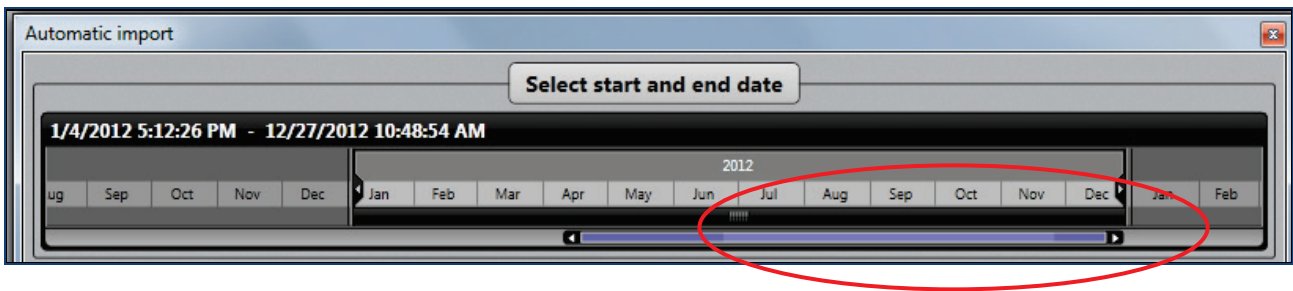 Automatic import
Select start and end date
1/4/2012 5:12:26 PM - 12/27/2012 10:48:54 AM
2012
ug Sep Oct Nov Dec Jan Feb Mar Apr May Jun Jul Aug Sep Oct Nov Dec Jan Feb